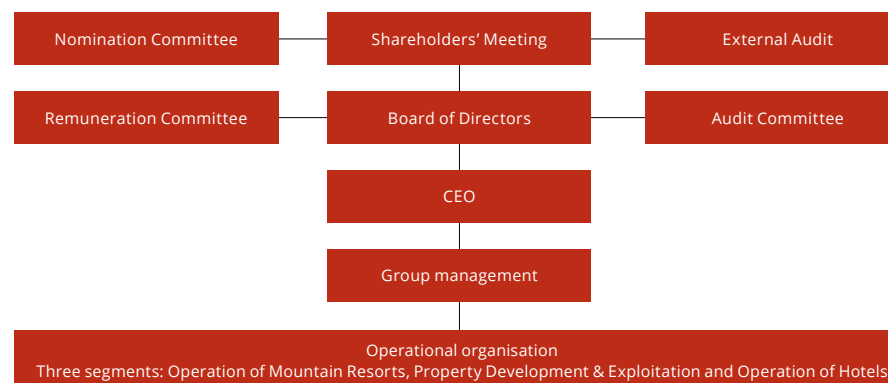 Nomination Committee
Shareholders’ Meeting
External Audit
Remuneration Committee
Board of Directors
Audit Committee
CEO
Group management
Operational organisation
Three segments: Operation of Mountain Resorts, Property Development & Exploitation and Operation of Hotels